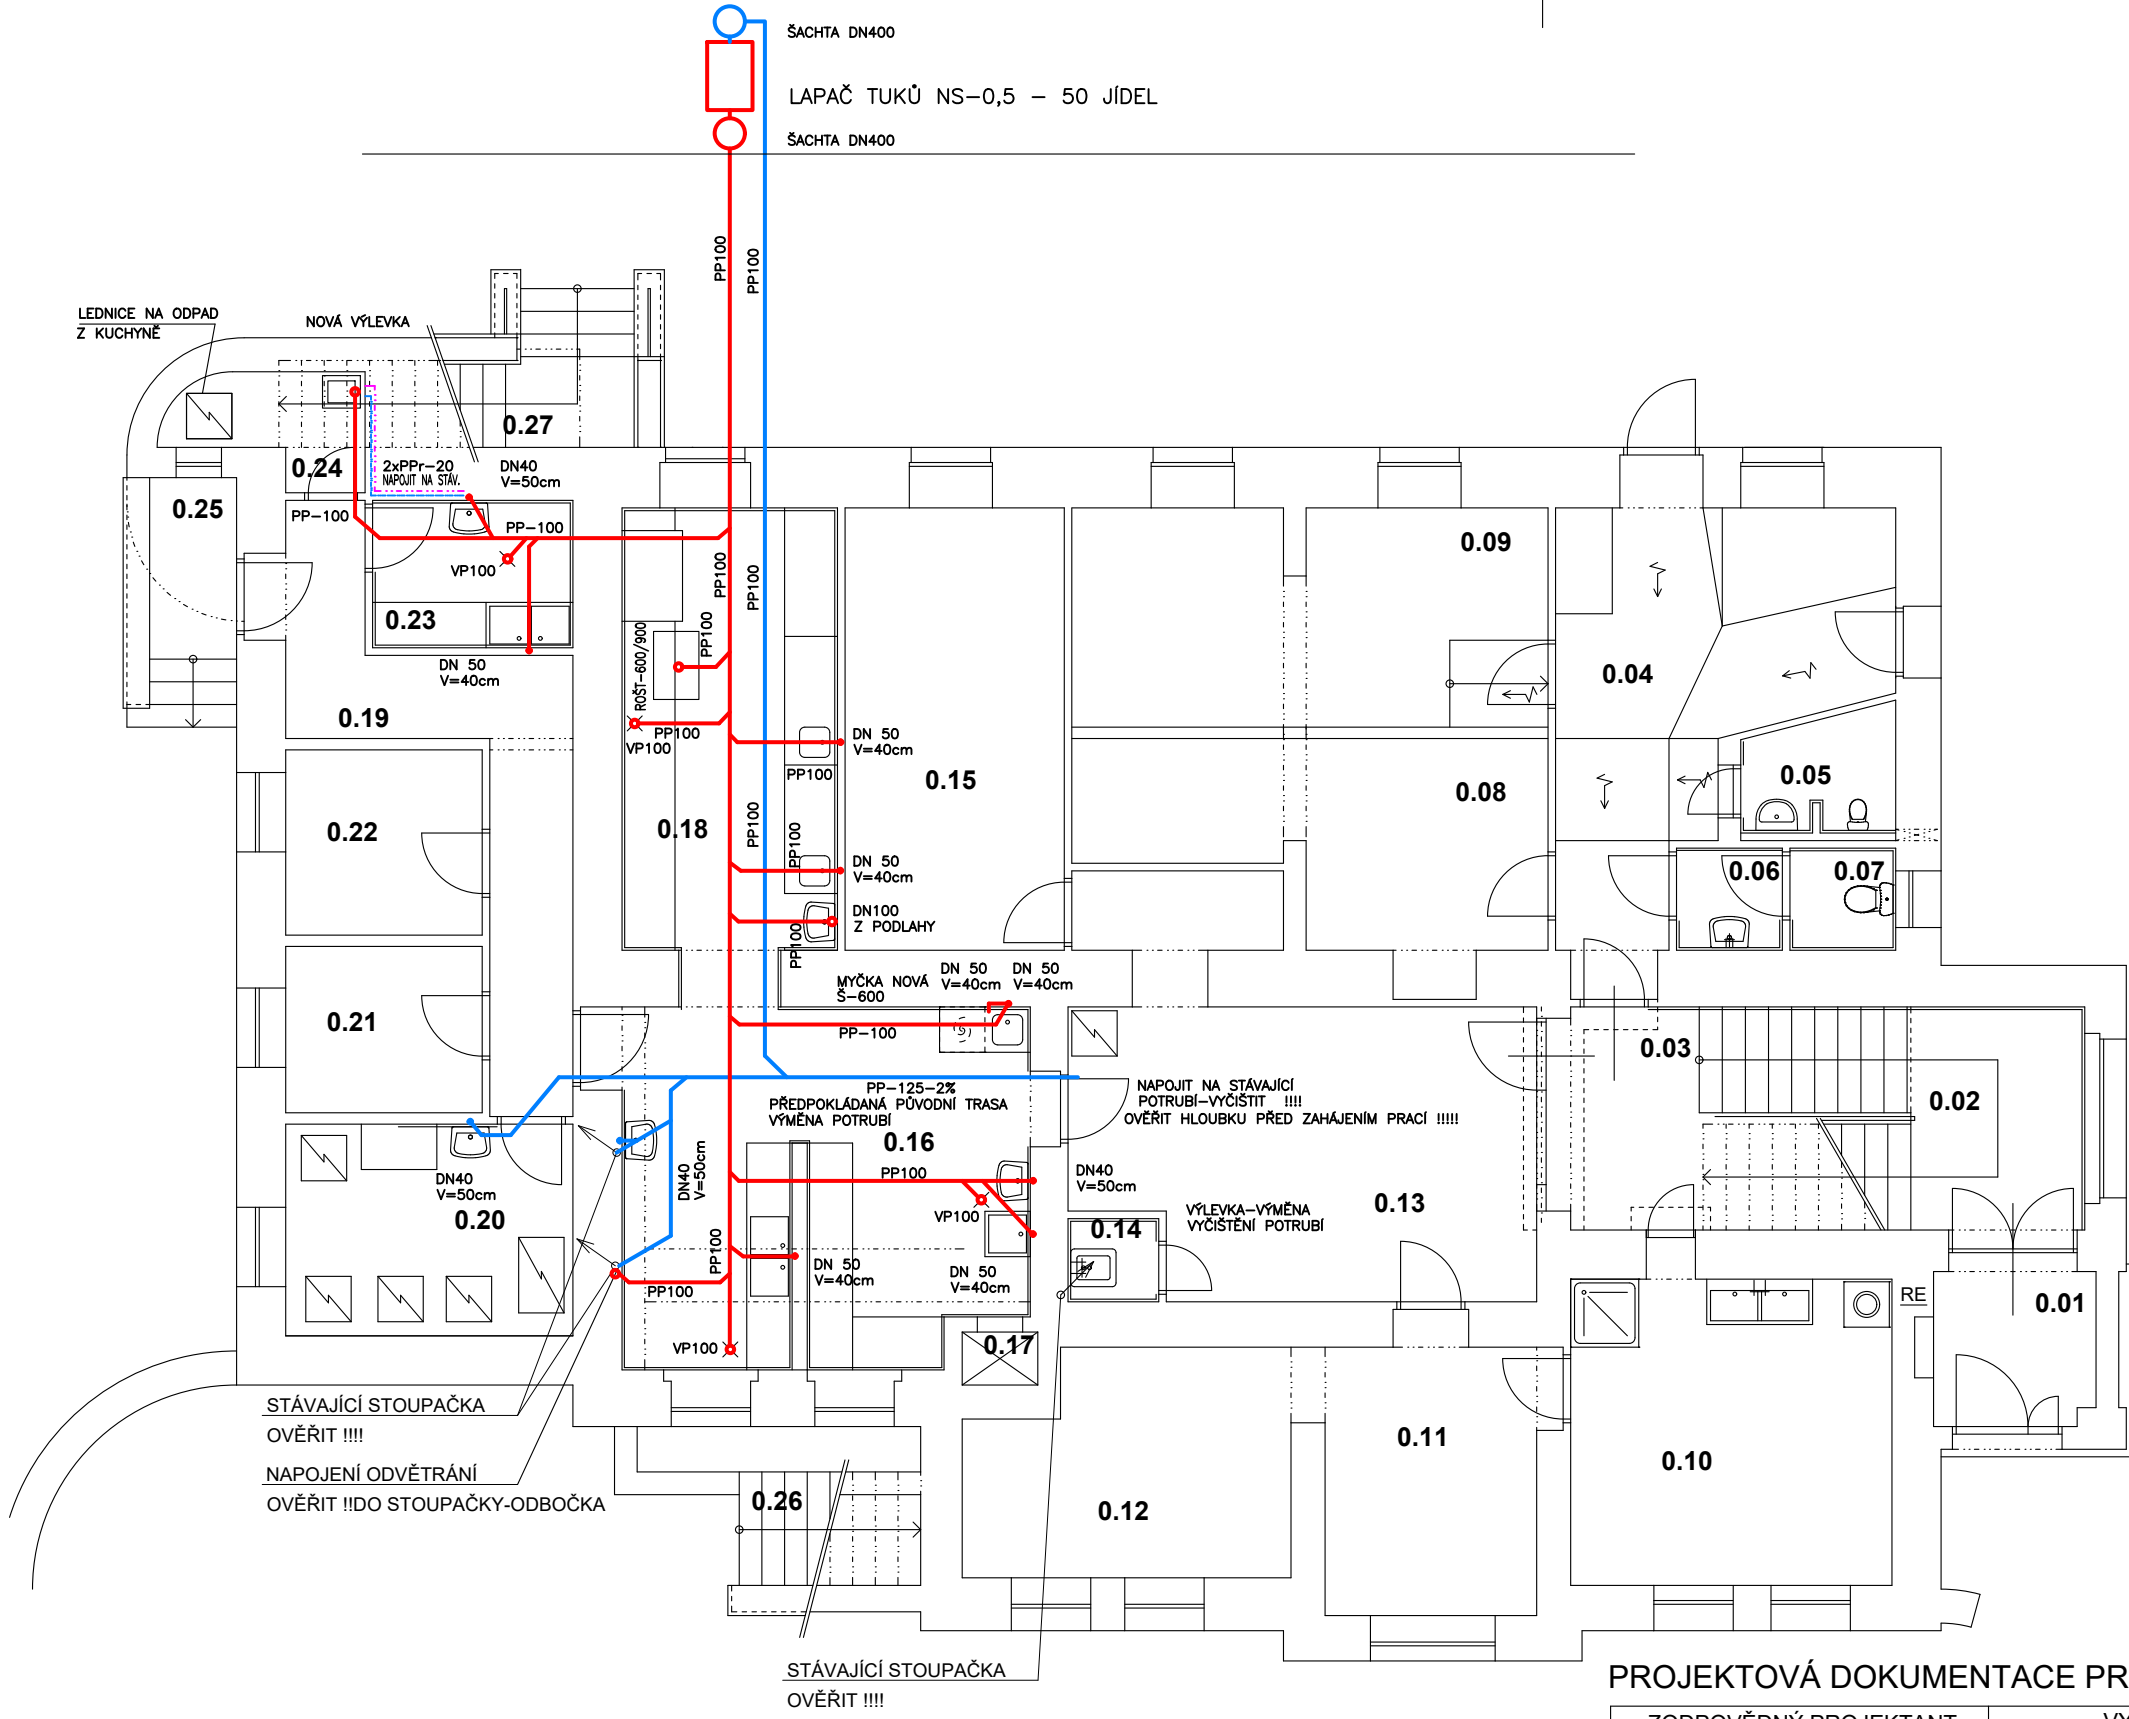 ŠACHTA DN400
LAPAČ TUKŮ NS-0,5 - 50 JÍDEL
ŠACHTA DN400
PP100
PP100
LEDNICE NA ODPAD
Z KUCHYNĚ
NOVÁ VÝLEVKA
0.27
0.24
2xPPr-20
NAPOJIT NA STÁV.
DN40
V=50cm
0.25
PP-100
PP-100
VP100
0.23
DN 50
V=40cm
0.19
PP100
PP100
PP100
ROŠT-600/900
PP100
VP100
DN 50
V=40cm
PP100
0.15
0.09
0.08
0.04
0.05
0.06
0.07
0.22
0.18
PP100
PP100
DN 50
V=40cm
DN100
Z PODLAHY
PP100
MYČKA NOVÁ
Š-600
DN 50
V=40cm
DN 50
V=40cm
PP-100
0.21
0.03
0.02
PP-125-2%
PŘEDPOKLÁDANÁ PŮVODNÍ TRASA
VÝMĚNA POTRUBÍ
0.16
NAPOJIT NA STÁVAJÍCÍ
POTRUBÍ-VYČISTIT !!!!
OVĚŘIT HLOUBKU PŘED ZAHÁJENÍM PRACÍ !!!!!
DN40
V=50cm
0.20
DN40
V=50cm
PP100
VP100
DN40
V=50cm
0.14
VÝLEVKA-VÝMĚNA
VYČIŠTĚNÍ POTRUBÍ
0.13
PP100
PP100
DN 50
V=40cm
DN 50
V=40cm
VP100
0.17
RE
0.01
STÁVAJÍCÍ STOUPAČKA
OVĚŘIT !!!!
NAPOJENÍ ODVĚTRÁNÍ
OVĚŘIT !!DO STOUPAČKY-ODBOČKA
0.26
0.12
0.11
0.10
STÁVAJÍCÍ STOUPAČKA
OVĚŘIT !!!!
PROJEKTOVÁ DOKUMENTACE PR
ZODPOVĚDNÝ PROJEKTANT
VY